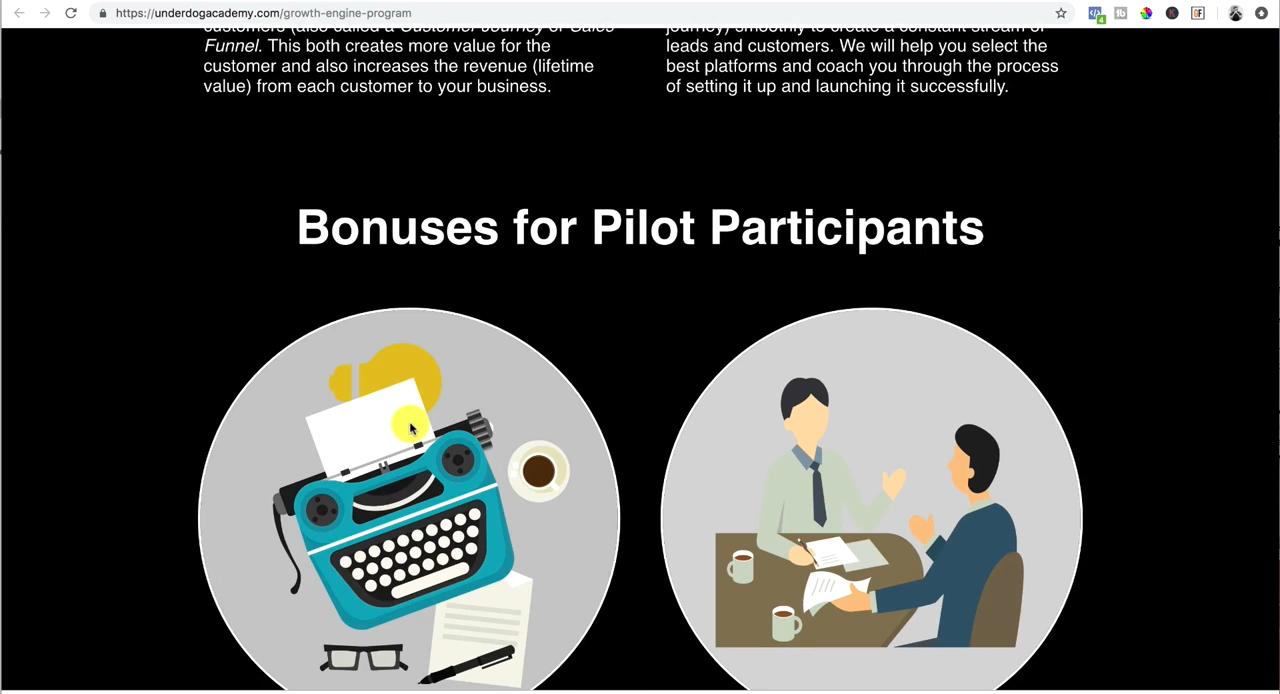 https://underdogacademy.com/growth-engine-program
4
tb
K
Funnel. This both creates more value for the
customer and also increases the revenue (lifetime
value) from each customer to your business.
leads and customers. We will help you select the
best platforms and coach you through the process
of setting it up and launching it successfully.
Bonuses for Pilot Participants